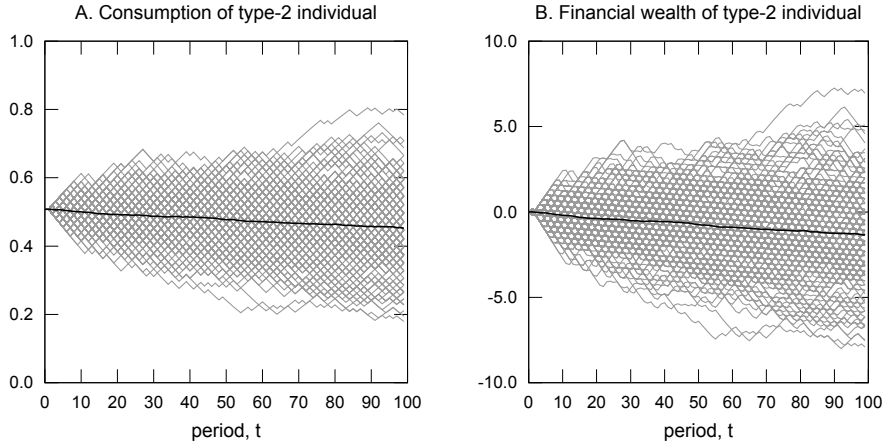 A. Consumption of type-2 individual
1.0
0.8
0.6
0.4
0.2
0.0
0 10 20 30 40 50 60 70 80 90 100
period, t
B. Financial wealth of type-2 individual
10.0
5.0
0.0
-5.0
-10.0
0 10 20 30 40 50 60 70 80 90 100
period, t